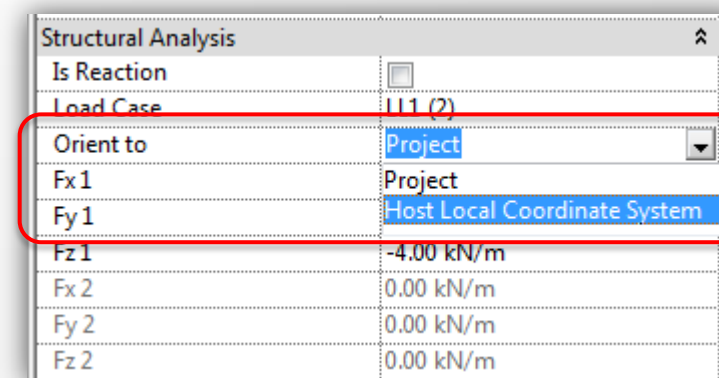 Structural Analysis
Is Reaction
Load Case LL1 (2)
Orient to Project
Fx 1 Project
Fy 1 Host Local Coordinate System
Fz 1 -4.00 kN/m
Fx 2 0.00 kN/m
Fy 2 0.00 kN/m
Fz 2 0.00 kN/m